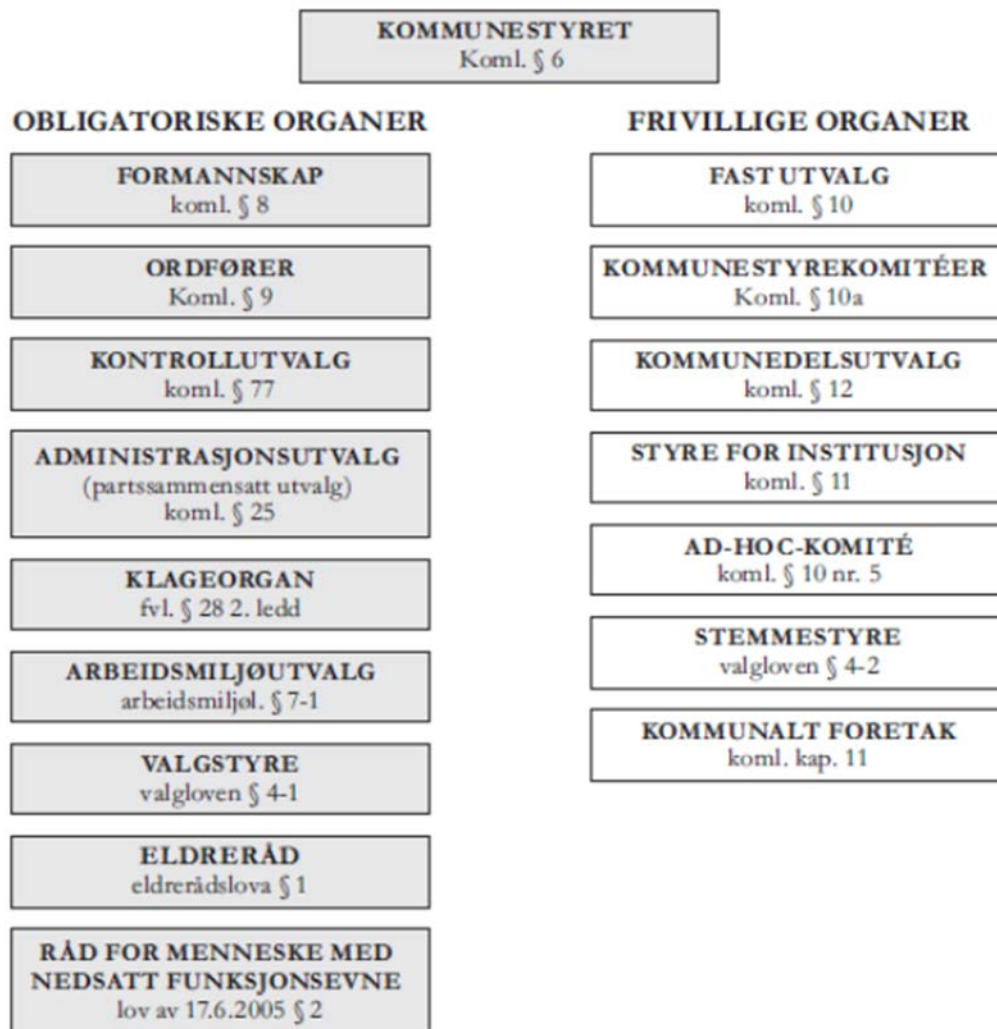 KOMMUNESTYRET
Koml. § 6
OBLIGATORISKE ORGANER
FORMANNSKAP
koml. § 8
ORDFØRER
Koml. § 9
KONTROLLUTVALG
koml. § 77
ADMINISTRASJONSUTVALG
(partssammensatt utvalg)
koml. § 25
KLAGEORGAN
fvl. § 28 2. ledd
ARBEIDSMILJØUTVALG
arbeidsmiljøl. § 7-1
VALGSTYRE
valgloven § 4-1
ELDRERÅD
eldrerådslova § 1
RÅD FOR MENNESKE MED
NEDSATT FUNKSJONSEVNE
lov av 17.6.2005 § 2
FRIVILLIGE ORGANER
FAST UTVALG
koml. § 10
KOMMUNESTYREKOMITÉER
Koml. § 10a
KOMMUNEDELSUTVALG
koml. § 12
STYRE FOR INSTITUSJON
koml. § 11
AD-HOC-KOMITÉ
koml. § 10 nr. 5
STEMMESTYRE
valgloven § 4-2
KOMMUNALT FORETAK
koml. kap. 11